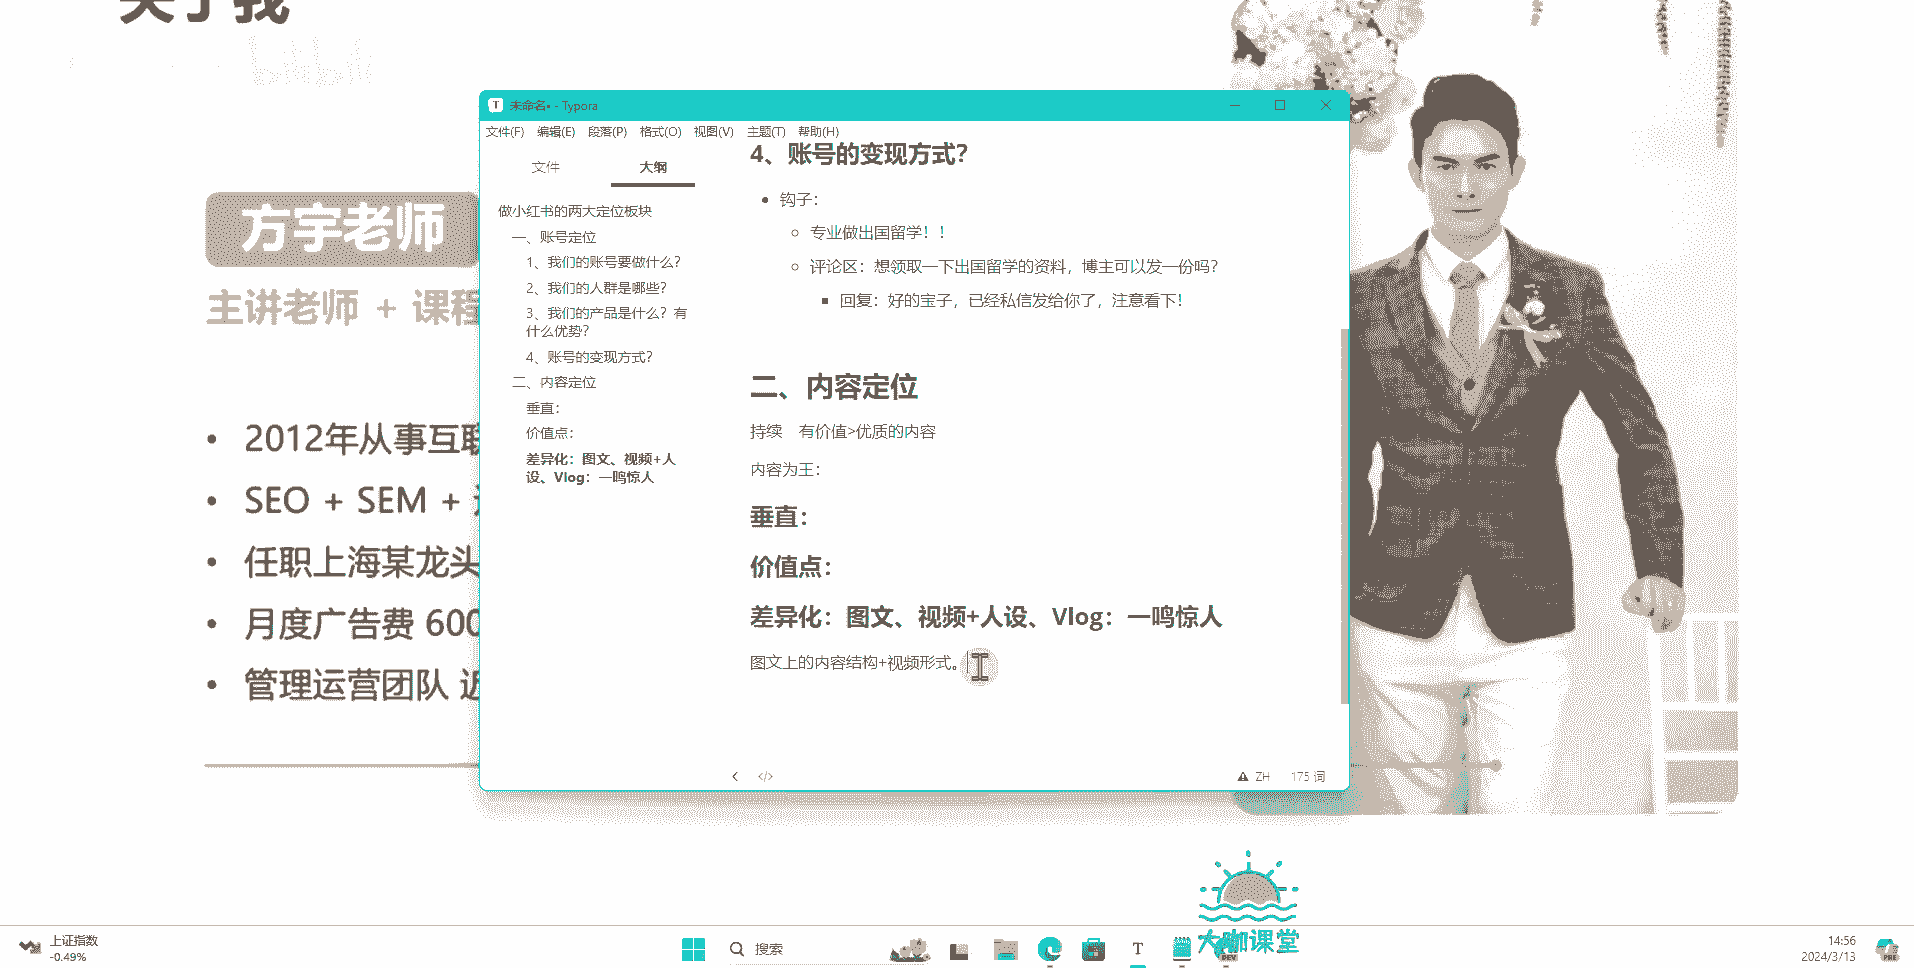 关于我
bilibili
方宇老师
主讲老师 + 课程
2012年从事互联
SEO + SEM +
任职上海某龙头
月度广告费 600
管理运营团队 近
未命名• - Typora
文件(F) 编辑(E) 段落(P) 格式(O) 视图(V) 主题(T) 帮助(H)
文件 大纲
做小红书的两大定位板块
一、账号定位
1、我们的账号要做什么？
2、我们的人群是哪些？
3、我们的产品是什么？有
什么优势？
4、账号的变现方式？
二、内容定位
垂直：
价值点：
差异化：图文、视频+人
设、Vlog：一鸣惊人
4、账号的变现方式？
钩子：
专业做出国留学！！
评论区：想领取一下出国留学的资料，博主可以发一份吗？
回复：好的宝子，已经私信发给你了，注意看下！
二、内容定位
持续 有价值>优质的内容
内容为王：
垂直：
价值点：
差异化：图文、视频+人设、Vlog：一鸣惊人
图文上的内容结构+视频形式。
ZH 175 词
大咖课堂
上证指数
-0.49%
搜索
T
DEV
14:56
2024/3/13
PRE